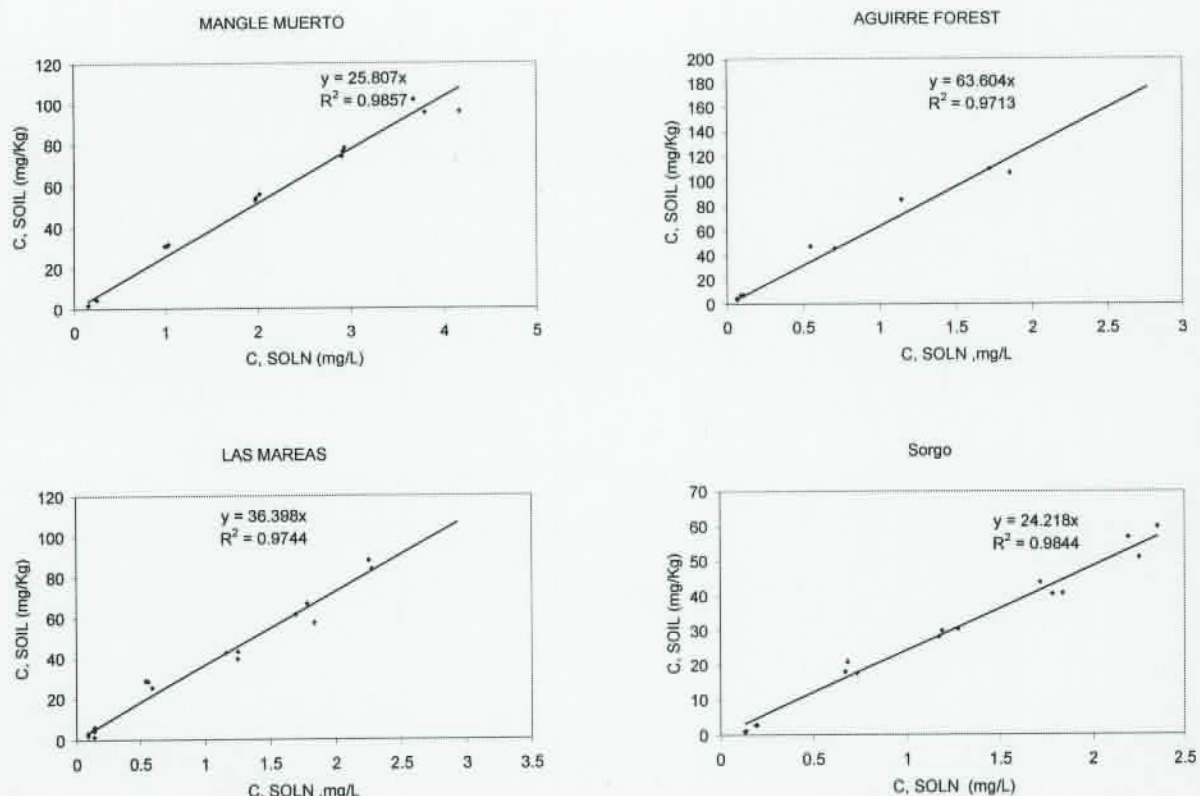 MANGLE MUERTO
y = 25.807x
R² = 0.9857
120
100
80
60
40
20
0
C, SOIL (mg/Kg)
0 1 2 3 4 5
C, SOLN (mg/L)
AGUIRRE FOREST
y = 63.604x
R² = 0.9713
200
180
160
140
120
100
80
60
40
20
0
C, SOIL (mg/Kg)
0 0.5 1 1.5 2 2.5 3
C, SOLN ,mg/L
LAS MAREAS
y = 36.398x
R² = 0.9744
120
100
80
60
40
20
0
C, SOIL (mg/Kg)
0 0.5 1 1.5 2 2.5 3 3.5
C, SOLN ,mg/L
Sorgo
y = 24.218x
R² = 0.9844
70
60
50
40
30
20
10
0
C, SOIL (mg/Kg)
0 0.5 1 1.5 2 2.5
C, SOLN (mg/L)